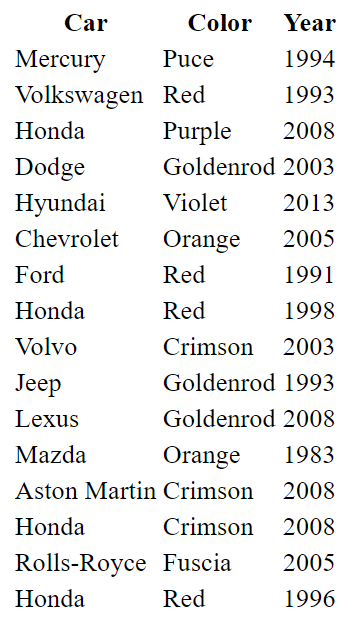 Car Color Year
Mercury Puce 1994
Volkswagen Red 1993
Honda Purple 2008
Dodge Goldenrod 2003
Hyundai Violet 2013
Chevrolet Orange 2005
Ford Red 1991
Honda Red 1998
Volvo Crimson 2003
Jeep Goldenrod 1993
Lexus Goldenrod 2008
Mazda Orange 1983
Aston Martin Crimson 2008
Honda Crimson 2008
Rolls-Royce Fuscia 2005
Honda Red 1996